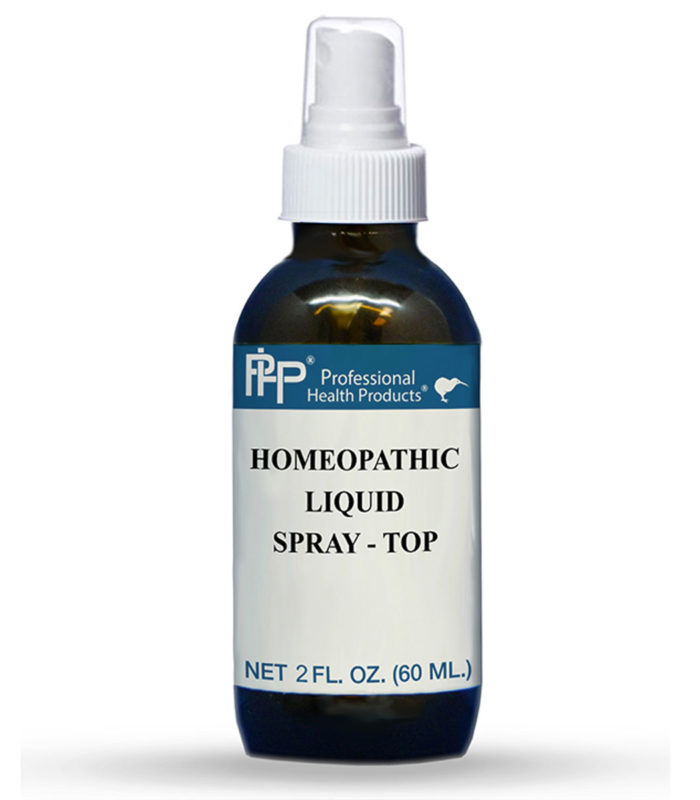 PHP®
Professional
Health Products®
HOMEOPATHIC
LIQUID
SPRAY - TOP
NET 2 FL. OZ. (60 ML.)